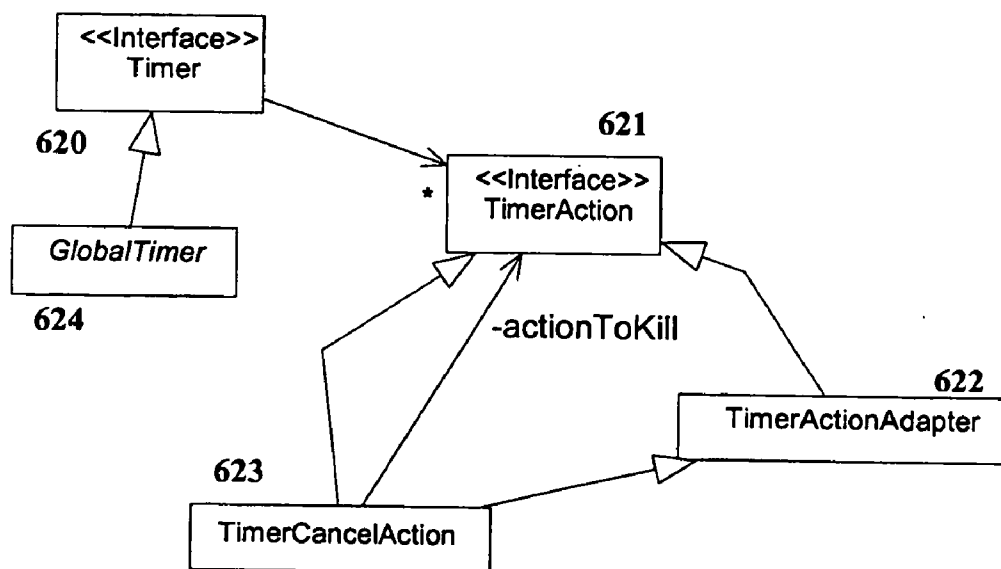 <<Interface>>
Timer
620
621
<<Interface>>
TimerAction
*
GlobalTimer
624
-actionToKill
622
TimerActionAdapter
623
TimerCancelAction